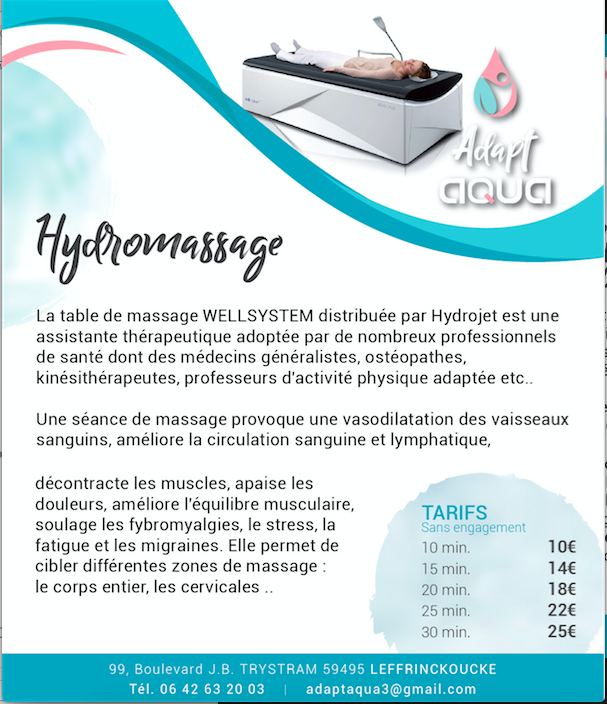 Adapt
aqua
Hydromassage
La table de massage WELLSYSTEM distribuée par Hydrojet est une
assistante thérapeutique adoptée par de nombreux professionnels
de santé dont des médecins généralistes, ostéopathes,
kinésithérapeutes, professeurs d'activité physique adaptée etc..
Une séance de massage provoque une vasodilatation des vaisseaux
sanguins, améliore la circulation sanguine et lymphatique,
décontracte les muscles, apaise les
douleurs, améliore l'équilibre musculaire,
soulage les fybromyalgies, le stress, la
fatigue et les migraines. Elle permet de
cibler différentes zones de massage :
le corps entier, les cervicales ..
TARIFS
Sans engagement
10 min. 10€
15 min. 14€
20 min. 18€
25 min. 22€
30 min. 25€
99, Boulevard J.B. TRYSTRAM 59495 LEFFRINCKOUCKE
Tél. 06 42 63 20 03 | adaptaqua3@gmail.com